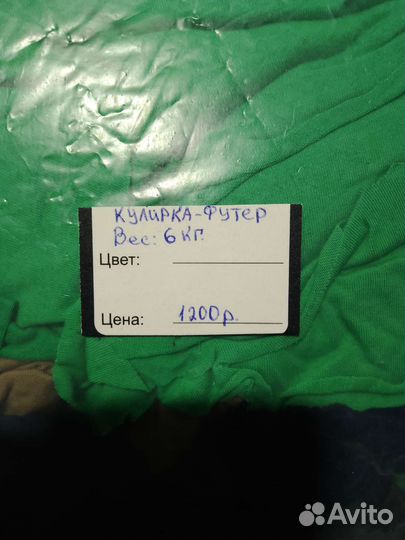 КУЛИРКА-ФУТЕР
Вес: 6 кг.
Цвет:
Цена: 1200р.
Avito